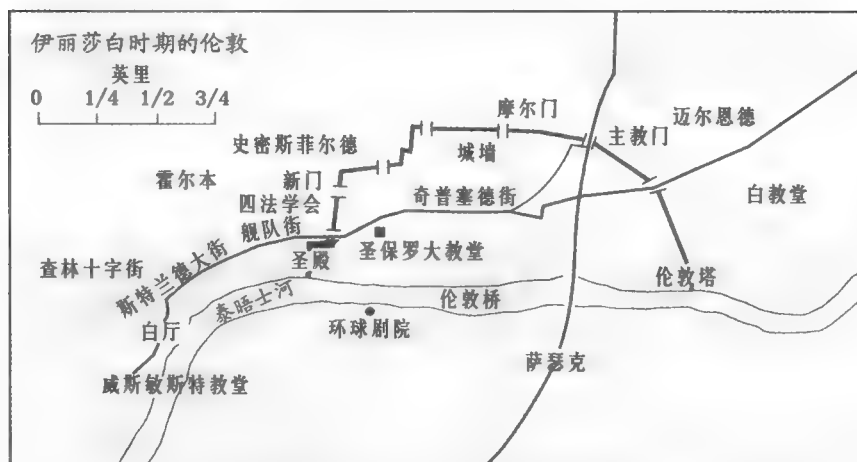 伊丽莎白时期的伦敦
英里
0 1/4 1/2 3/4
摩尔门
迈尔恩德
史密斯菲尔德
主教门
城墙
霍尔本
新门
奇普塞德街
白教堂
四法学会
舰队街
圣保罗大教堂
查林十字街
斯特兰德大街
圣殿
伦敦塔
泰晤士河
伦敦桥
白厅
环球剧院
萨瑟克
威斯敏斯特教堂